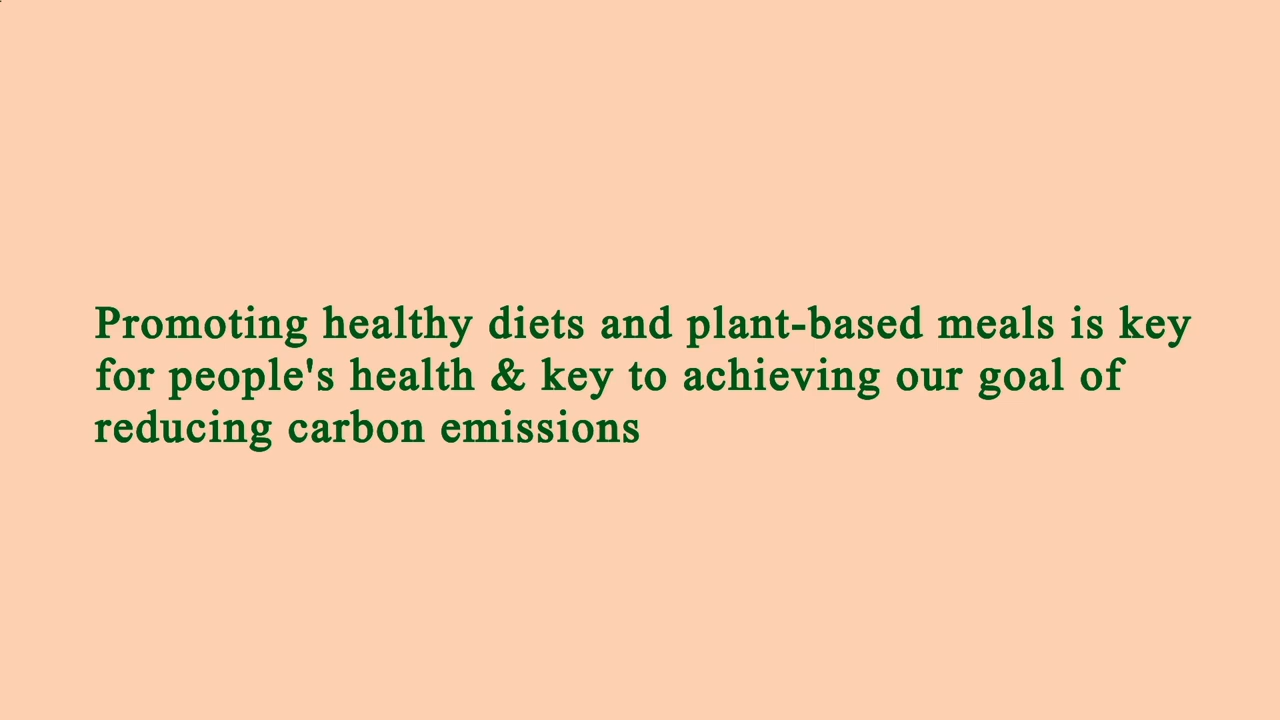 Promoting healthy diets and plant-based meals is key
for people's health & key to achieving our goal of
reducing carbon emissions